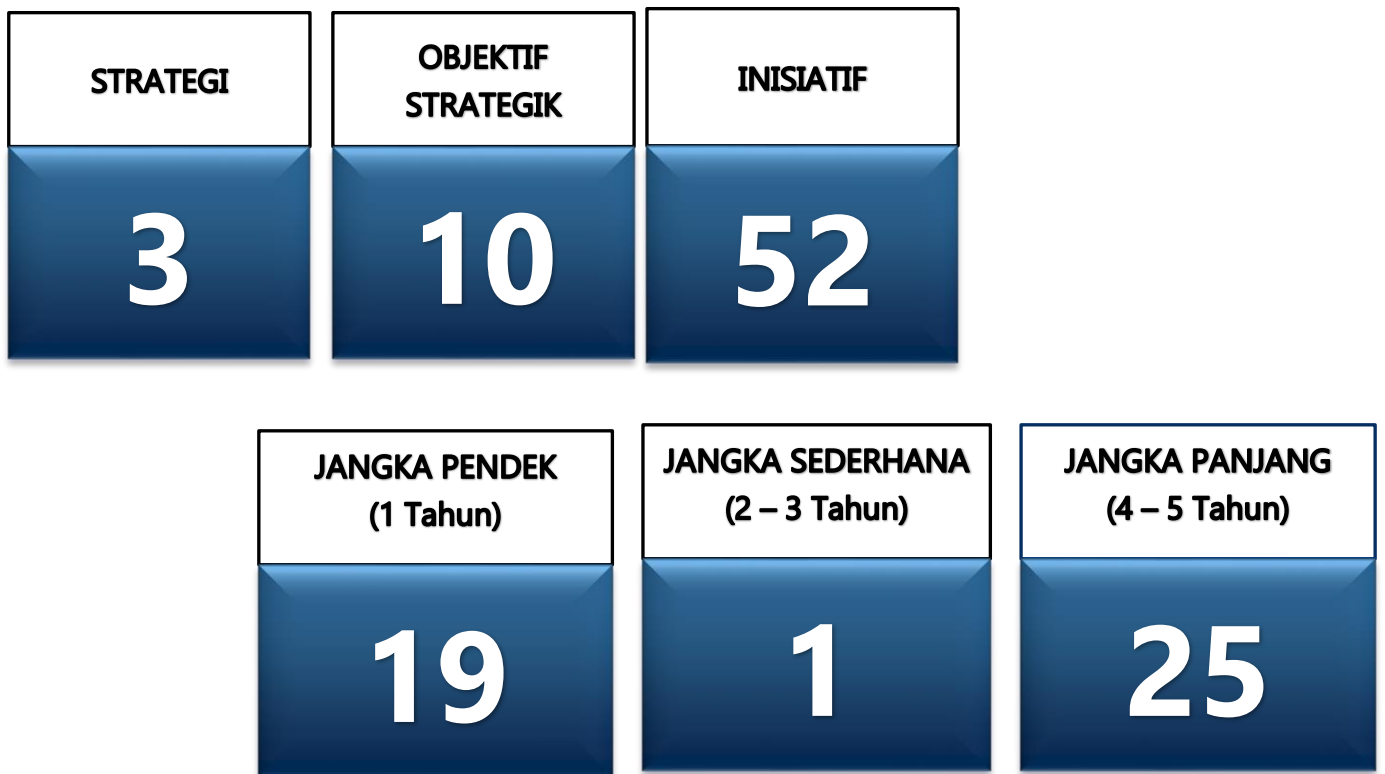 STRATEGI
3
OBJEKTIF
STRATEGIK
10
INISIATIF
52
JANGKA PENDEK
(1 Tahun)
19
JANGKA SEDERHANA
(2 – 3 Tahun)
1
JANGKA PANJANG
(4 – 5 Tahun)
25